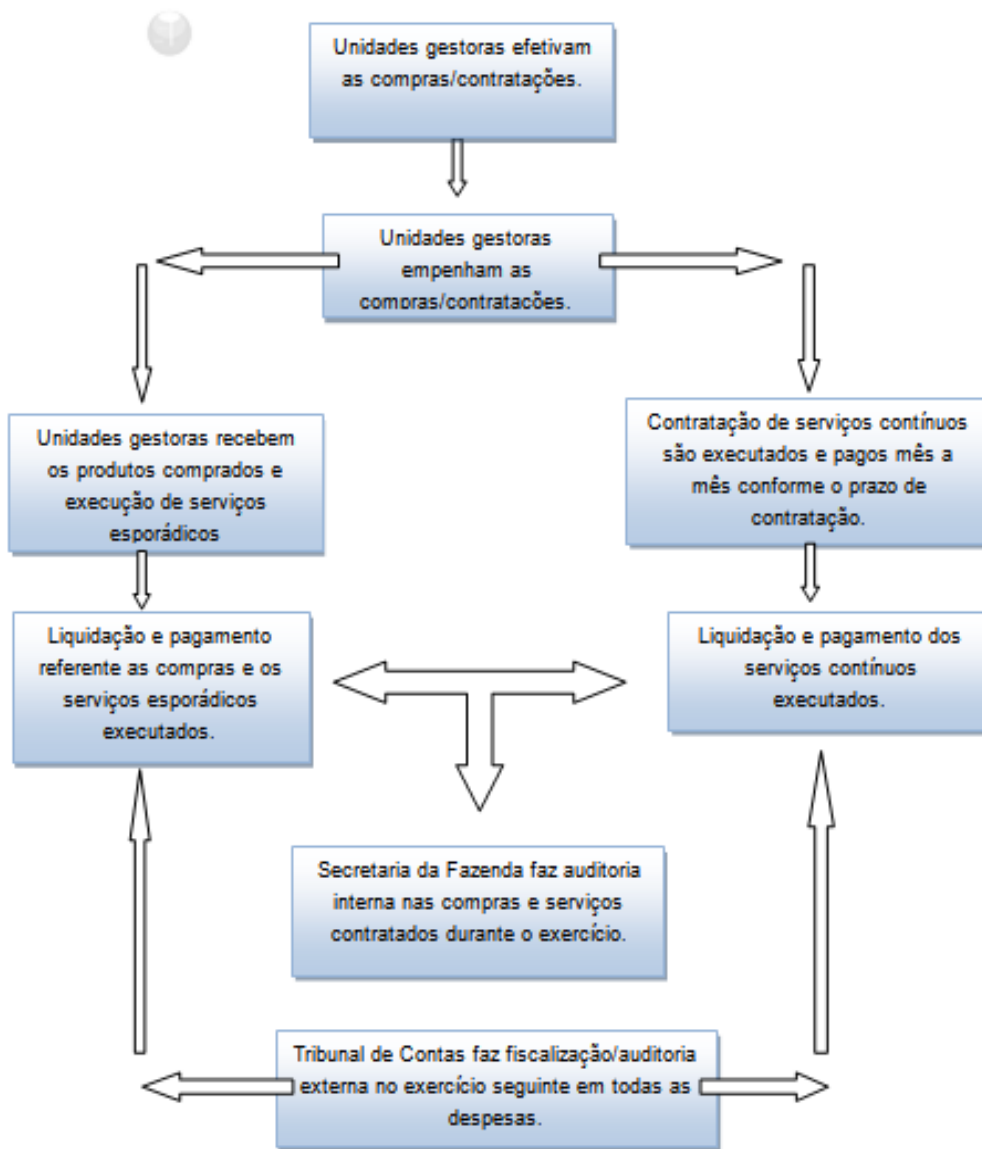 Unidades gestoras efetivam
as compras/contratações.
Unidades gestoras
empenham as
compras/contratações.
Unidades gestoras recebem
os produtos comprados e
execução de serviços
esporádicos
Contratação de serviços contínuos
são executados e pagos mês a
mês conforme o prazo de
contratação.
Liquidação e pagamento
referente as compras e os
serviços esporádicos
executados.
Liquidação e pagamento dos
serviços contínuos
executados.
Secretaria da Fazenda faz auditoria
interna nas compras e serviços
contratados durante o exercício.
Tribunal de Contas faz fiscalização/auditoria
externa no exercício seguinte em todas as
despesas.